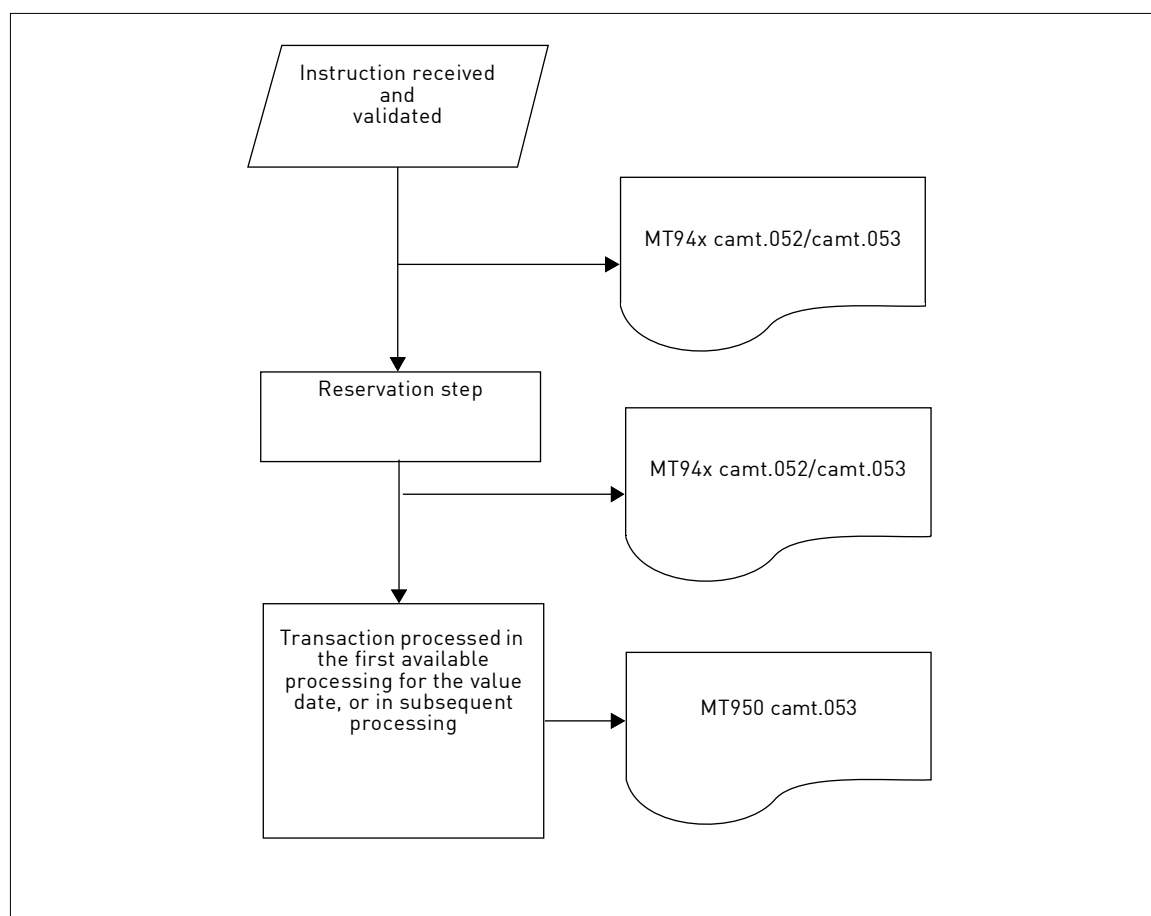 Instruction received
and
validated
MT94x camt.052/camt.053
Reservation step
MT94x camt.052/camt.053
Transaction processed in
the first available
processing for the value
date, or in subsequent
processing
MT950 camt.053